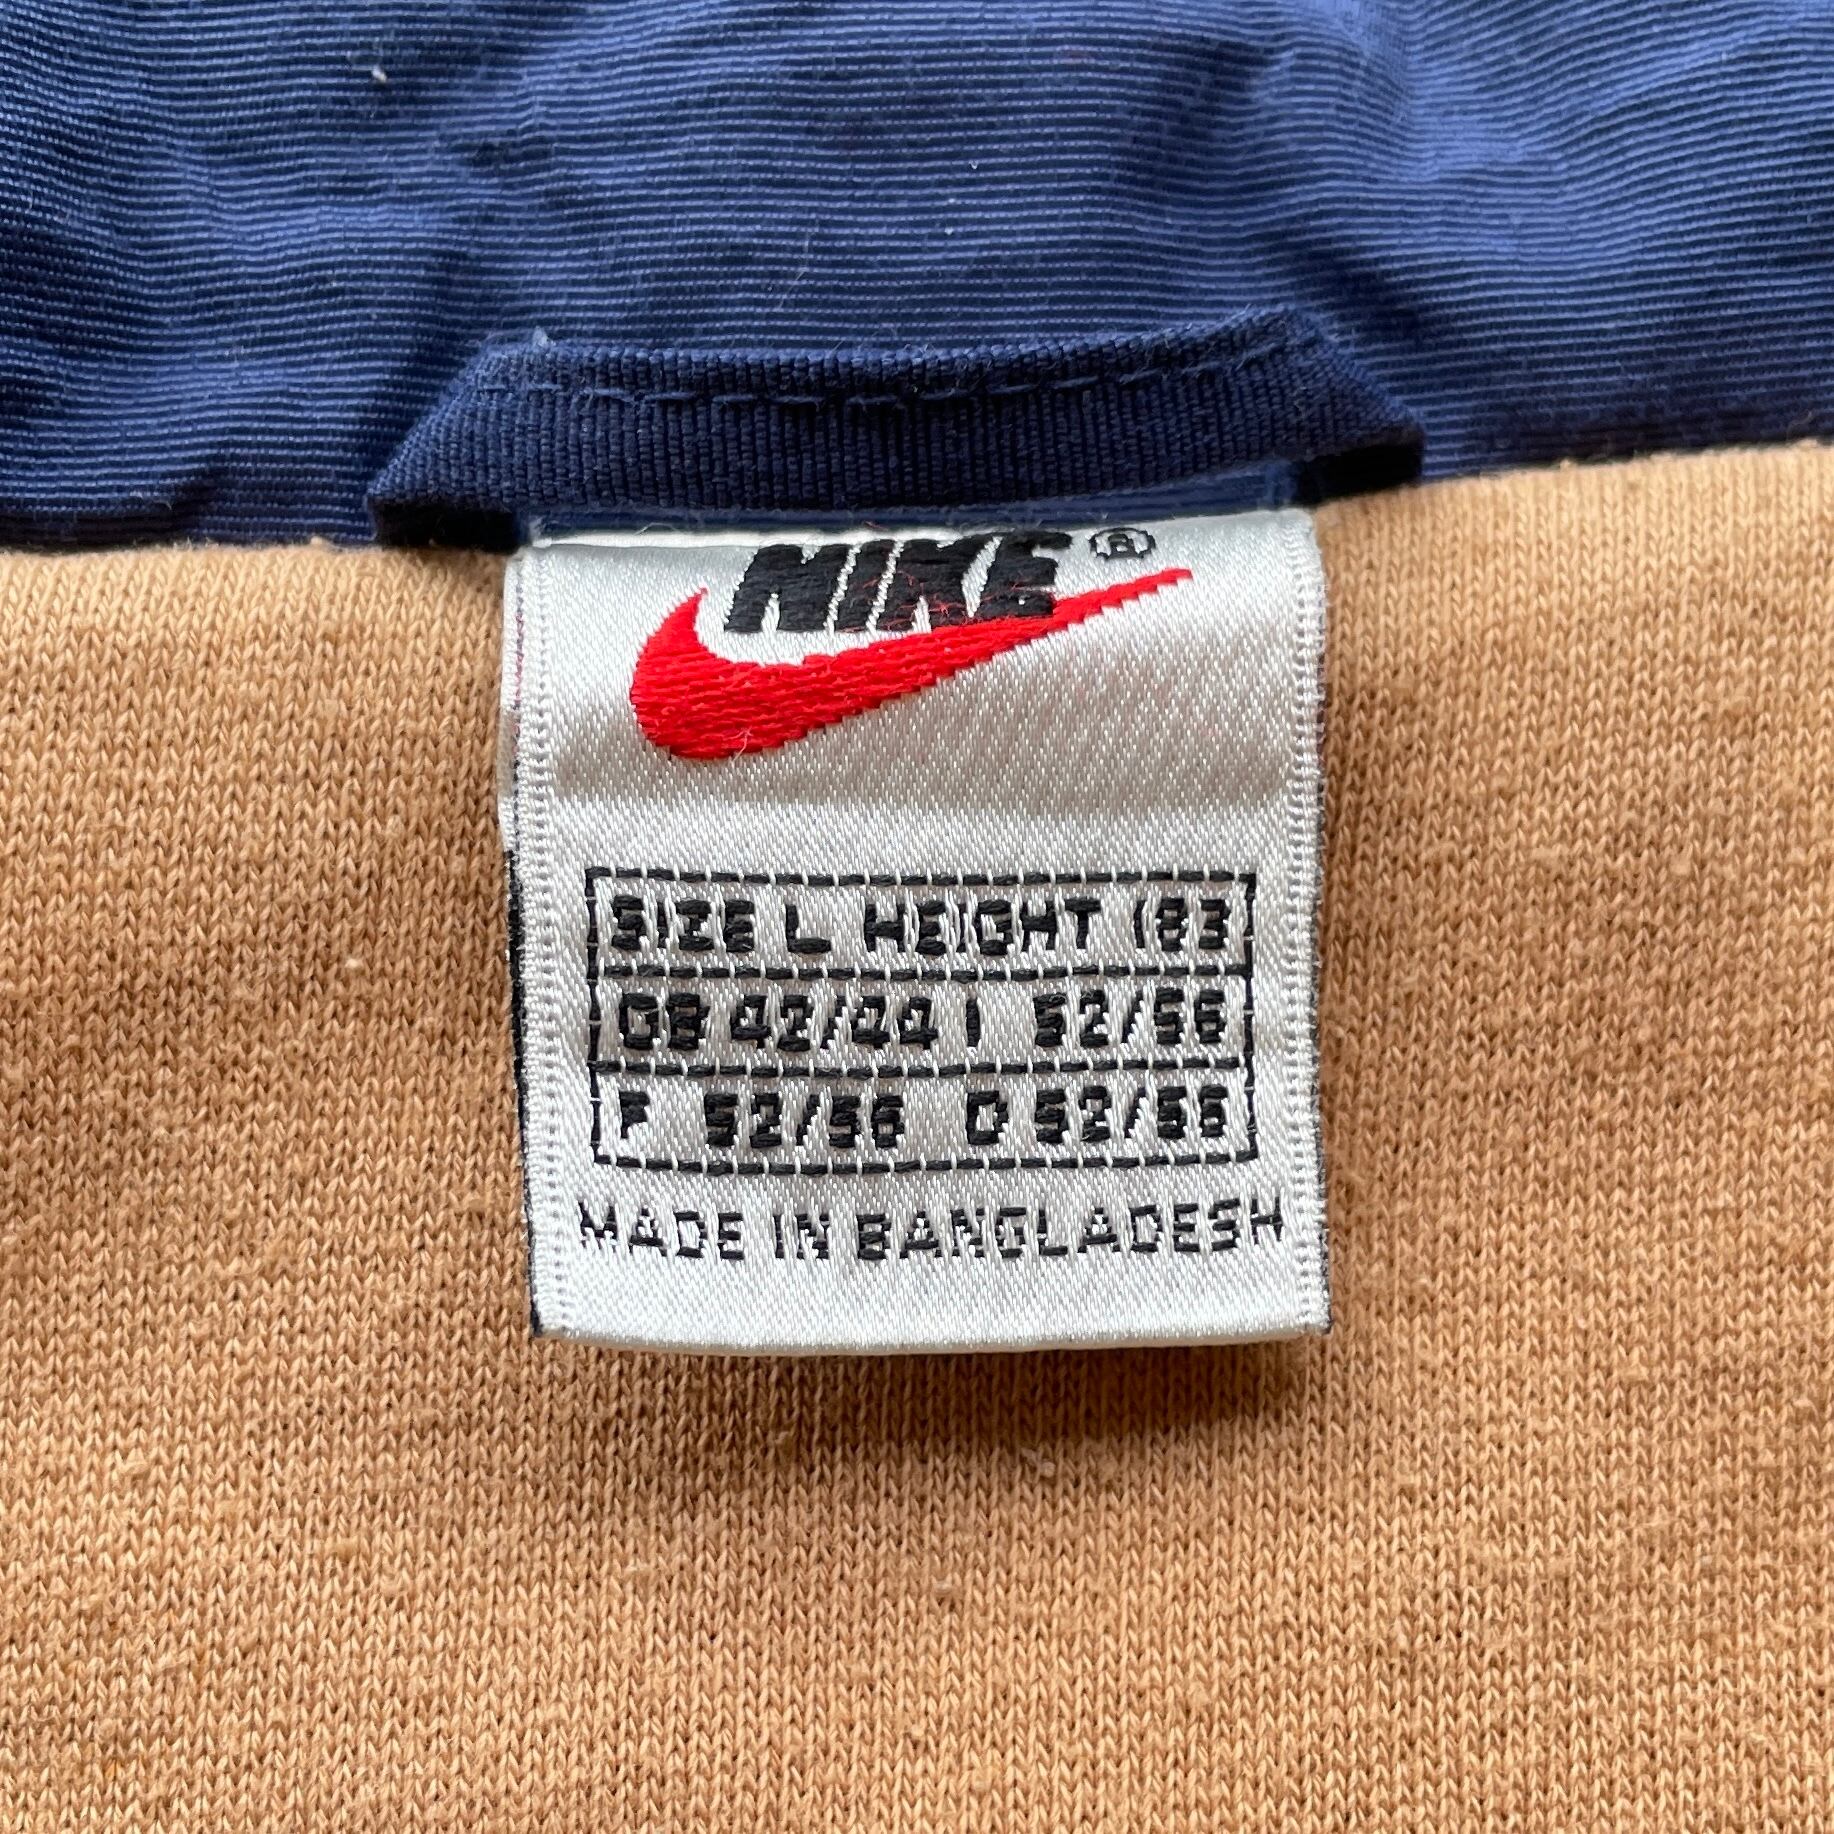 NIKE®
SIZE L HEIGHT 183
GB 42/44 I 52/56
F 52/56 D 52/56
MADE IN BANGLADESH